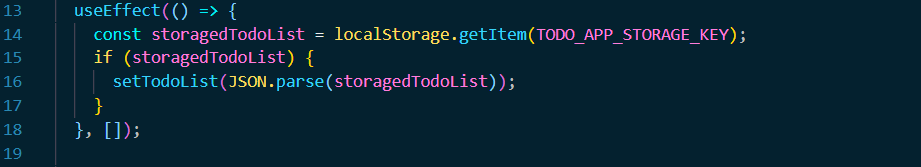 13 useEffect(() => {
14 const storagedTodoList = localStorage.getItem(TODO_APP_STORAGE_KEY);
15 if (storagedTodoList) {
16 setTodoList(JSON.parse(storagedTodoList));
17 }
18 }, []);
19